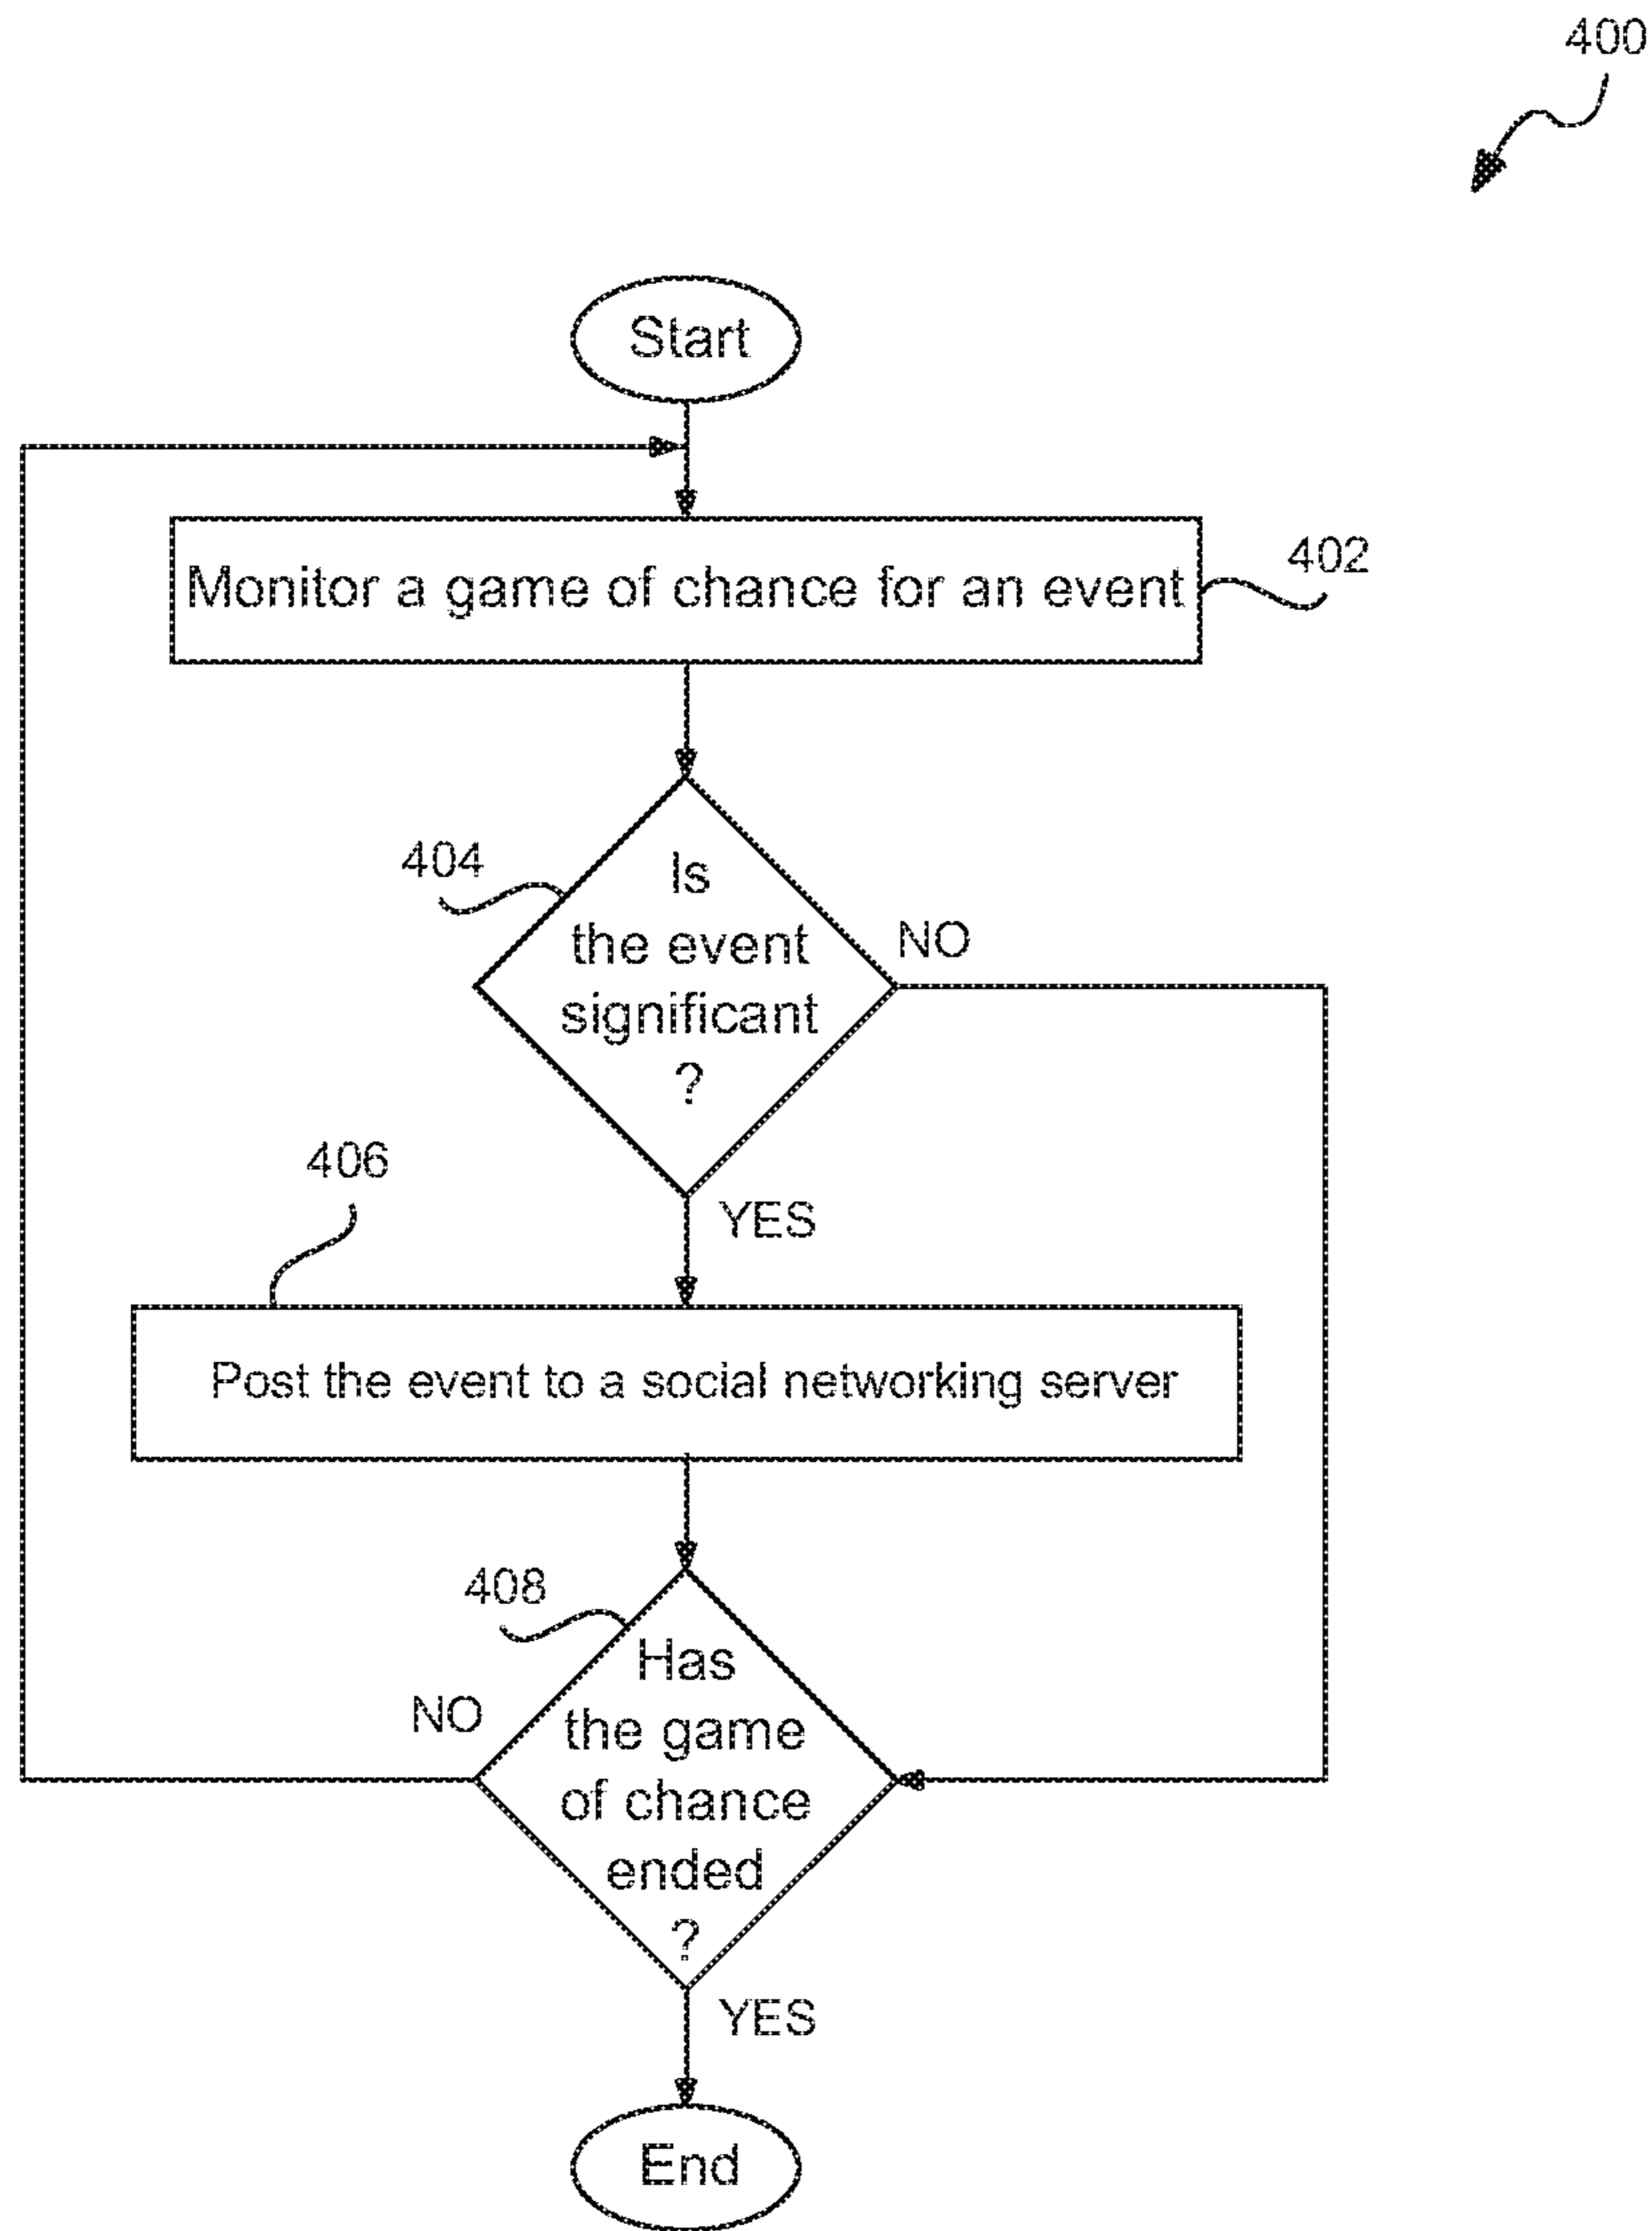 400
Start
Monitor a game of chance for an event
402
404
Is
the event
significant
?
NO
YES
406
Post the event to a social networking server
408
Has
the game
of chance
ended
?
NO
YES
End